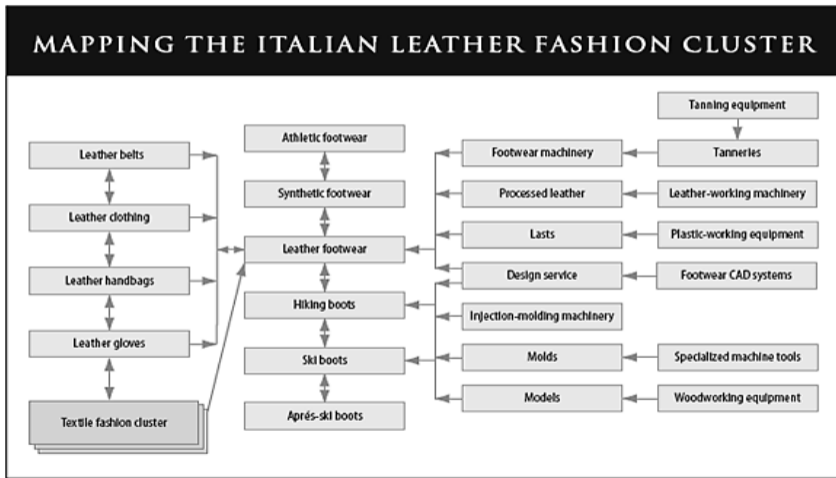 MAPPING THE ITALIAN LEATHER FASHION CLUSTER
Leather belts
Leather clothing
Leather handbags
Leather gloves
Textile fashion cluster
Athletic footwear
Synthetic footwear
Leather footwear
Hiking boots
Ski boots
Aprés-ski boots
Footwear machinery
Processed leather
Lasts
Design service
Injection-molding machinery
Molds
Models
Tanning equipment
Tanneries
Leather-working machinery
Plastic-working equipment
Footwear CAD systems
Specialized machine tools
Woodworking equipment